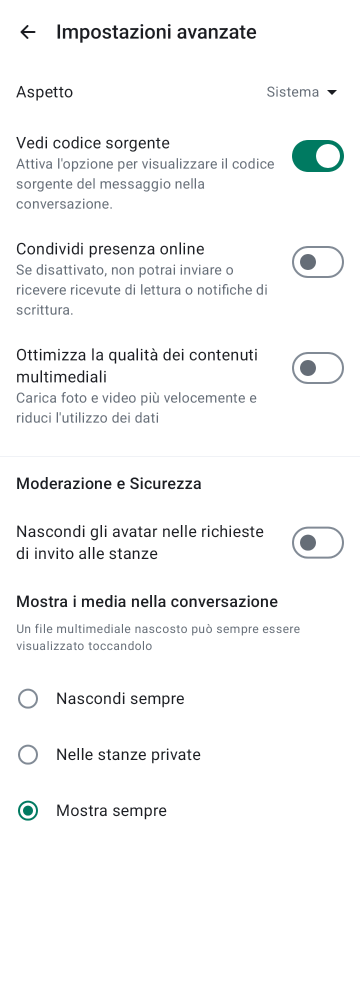 Impostazioni avanzate
Aspetto
Sistema
Vedi codice sorgente
Attiva l'opzione per visualizzare il codice
sorgente del messaggio nella
conversazione.
Condividi presenza online
Se disattivato, non potrai inviare o
ricevere ricevute di lettura o notifiche di
scrittura.
Ottimizza la qualità dei contenuti
multimediali
Carica foto e video più velocemente e
riduci l'utilizzo dei dati
Moderazione e Sicurezza
Nascondi gli avatar nelle richieste
di invito alle stanze
Mostra i media nella conversazione
Un file multimediale nascosto può sempre essere
visualizzato toccandolo
Nascondi sempre
Nelle stanze private
Mostra sempre